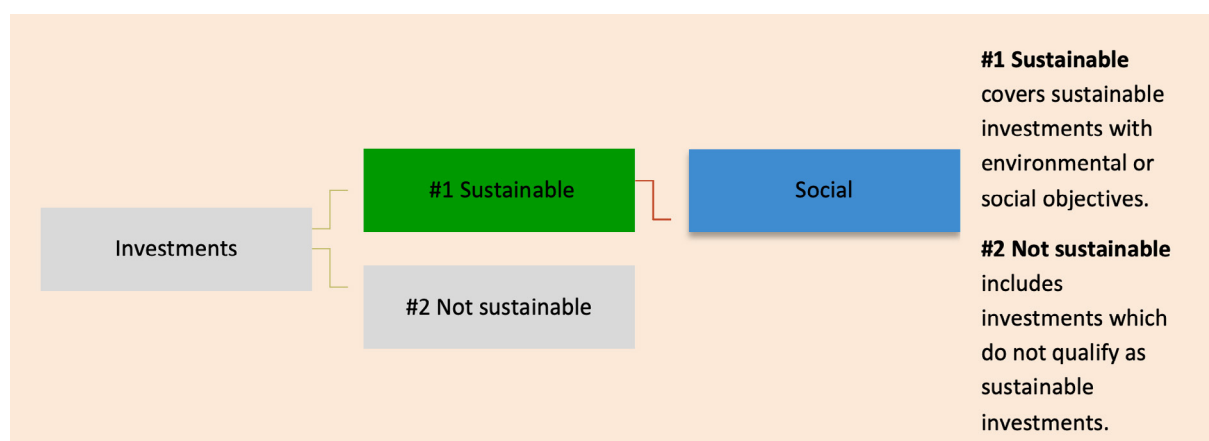 Investments
#1 Sustainable
Social
#2 Not sustainable
#1 Sustainable
covers sustainable
investments with
environmental or
social objectives.
#2 Not sustainable
includes
investments which
do not qualify as
sustainable
investments.